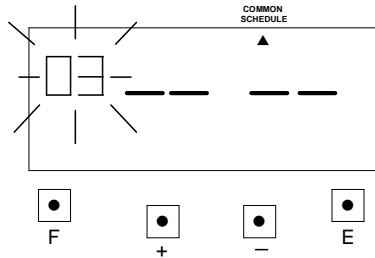 COMMON
SCHEDULE
03 -- --
F + − E